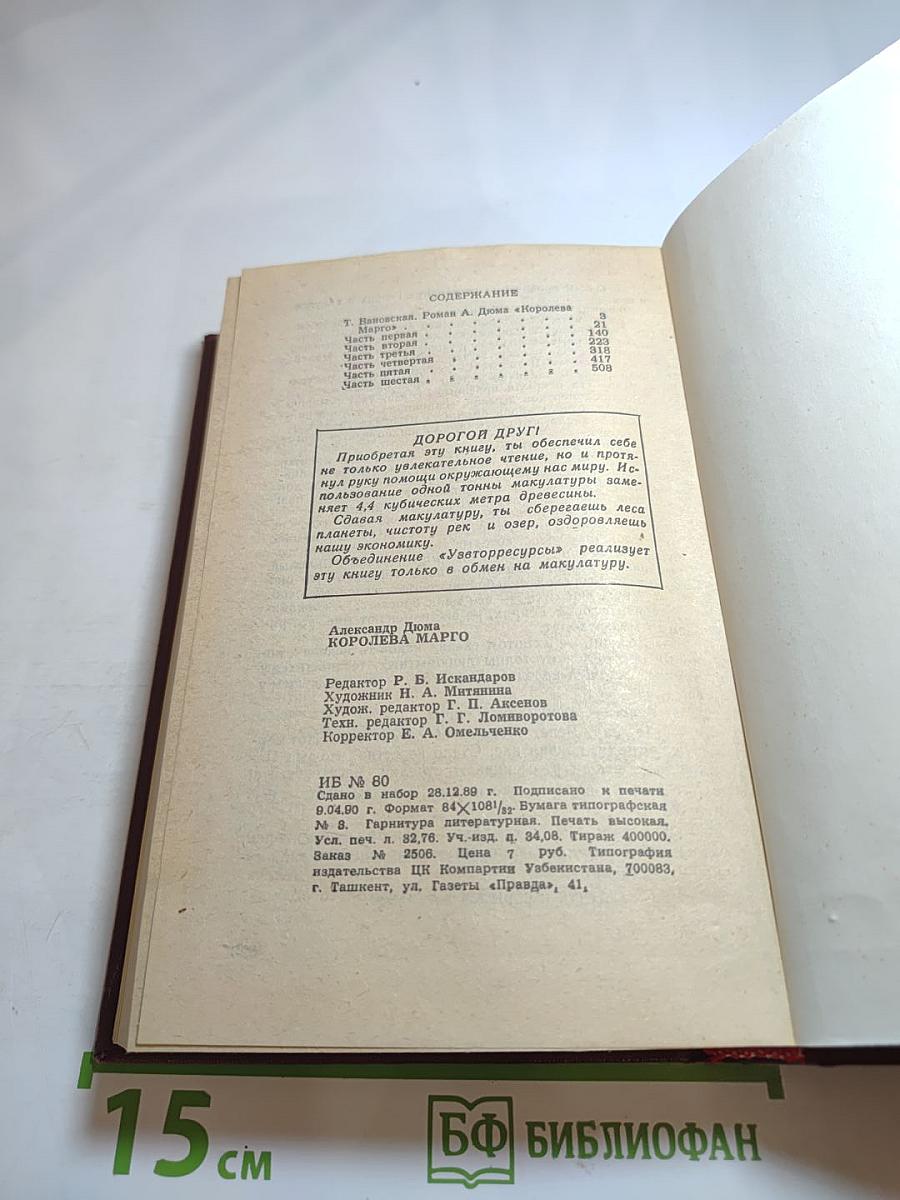 СОДЕРЖАНИЕ
Т. Вановская. Роман А. Дюма «Королева
Марго» . . . . . . . 3
Часть первая . . . . . . . 21
Часть вторая . . . . . . . 140
Часть третья . . . . . . . 223
Часть четвертая . . . . . . . 318
Часть пятая . . . . . . . 417
Часть шестая . . . . . . . 508
ДОРОГОЙ ДРУГ!
Приобретая эту книгу, ты обеспечил себе
не только увлекательное чтение, но и протя-
нул руку помощи окружающему нас миру. Ис-
пользование одной тонны макулатуры заме-
няет 4,4 кубических метра древесины.
Сдавая макулатуру, ты сберегаешь леса
планеты, чистоту рек и озер, оздоровляешь
нашу экономику.
Объединение «Узвторресурсы» реализует
эту книгу только в обмен на макулатуру.
Александр Дюма
КОРОЛЕВА МАРГО
Редактор Р. Б. Искандаров
Художник Н. А. Митянина
Худож. редактор Г. П. Аксенов
Техн. редактор Г. Г. Ломиворотова
Корректор Е. А. Омельченко
ИБ № 80
Сдано в набор 28.12.89 г. Подписано к печати
9.04.90 г. Формат 84×108¹/₃₂. Бумага типографская
№ 3. Гарнитура литературная. Печать высокая.
Усл. печ. л. 32,76. Уч.-изд. л. 34,08. Тираж 400000.
Заказ № 2506. Цена 7 руб. Типография
издательства ЦК Компартии Узбекистана, 700083,
г. Ташкент, ул. Газеты «Правда», 41.
15 см
БФ БИБЛИОФАН